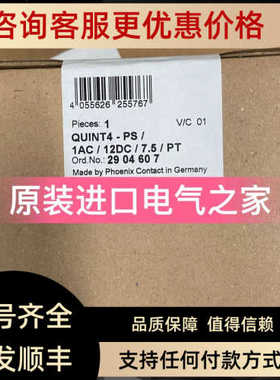 咨询客服更优惠价格
4 055626 255767
Pieces: 1
V/C 01
QUINT4 - PS /
1AC / 12DC / 7.5 / PT
Ord.No.: 29 04 60 7
Made by Phoenix Contact in Germany
原装进口电气之家
号齐全
发顺丰
品质保障 值得信赖
支持任何付款方式